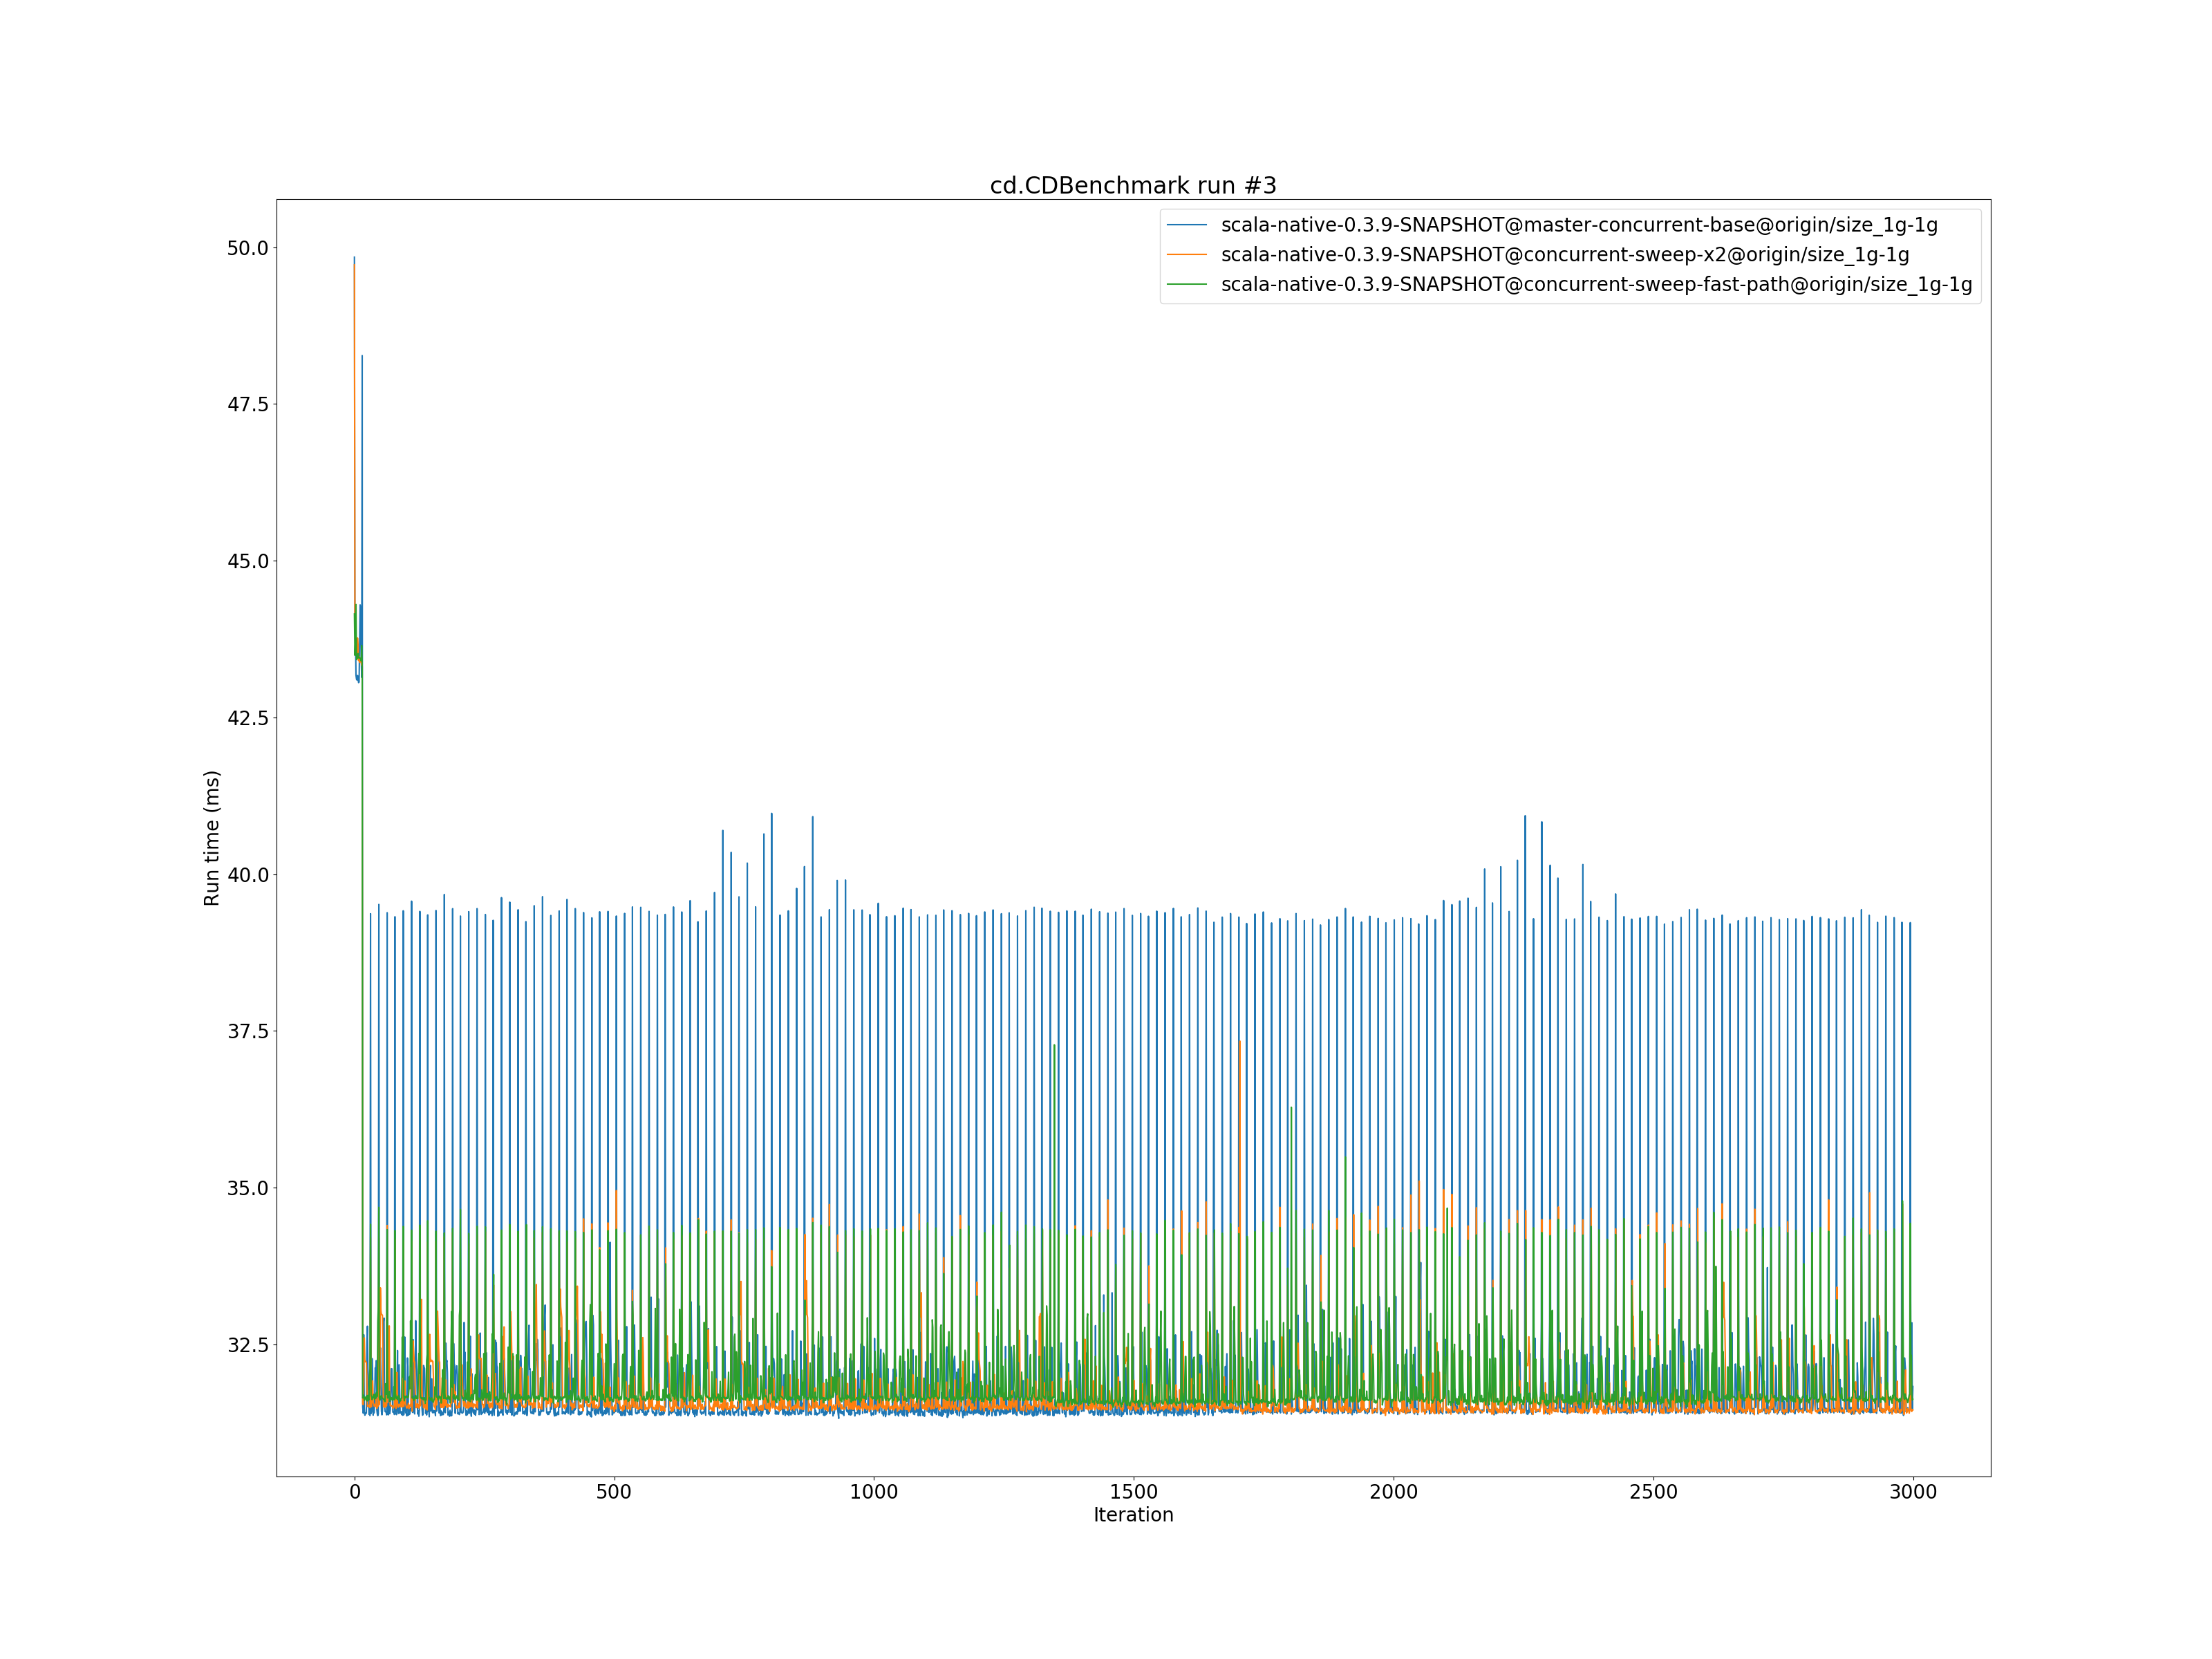 cd.CDBenchmark run #3
scala-native-0.3.9-SNAPSHOT@master-concurrent-base@origin/size_1g-1g
scala-native-0.3.9-SNAPSHOT@concurrent-sweep-x2@origin/size_1g-1g
scala-native-0.3.9-SNAPSHOT@concurrent-sweep-fast-path@origin/size_1g-1g
50.0
47.5
45.0
42.5
40.0
37.5
35.0
32.5
Run time (ms)
0 500 1000 1500 2000 2500 3000
Iteration